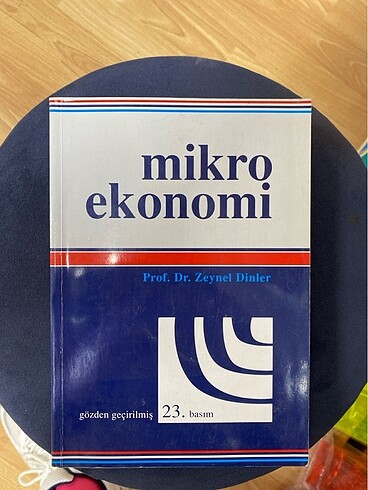 mikro
ekonomi
Prof. Dr. Zeynel Dinler
gözden geçirilmiş 23. basım